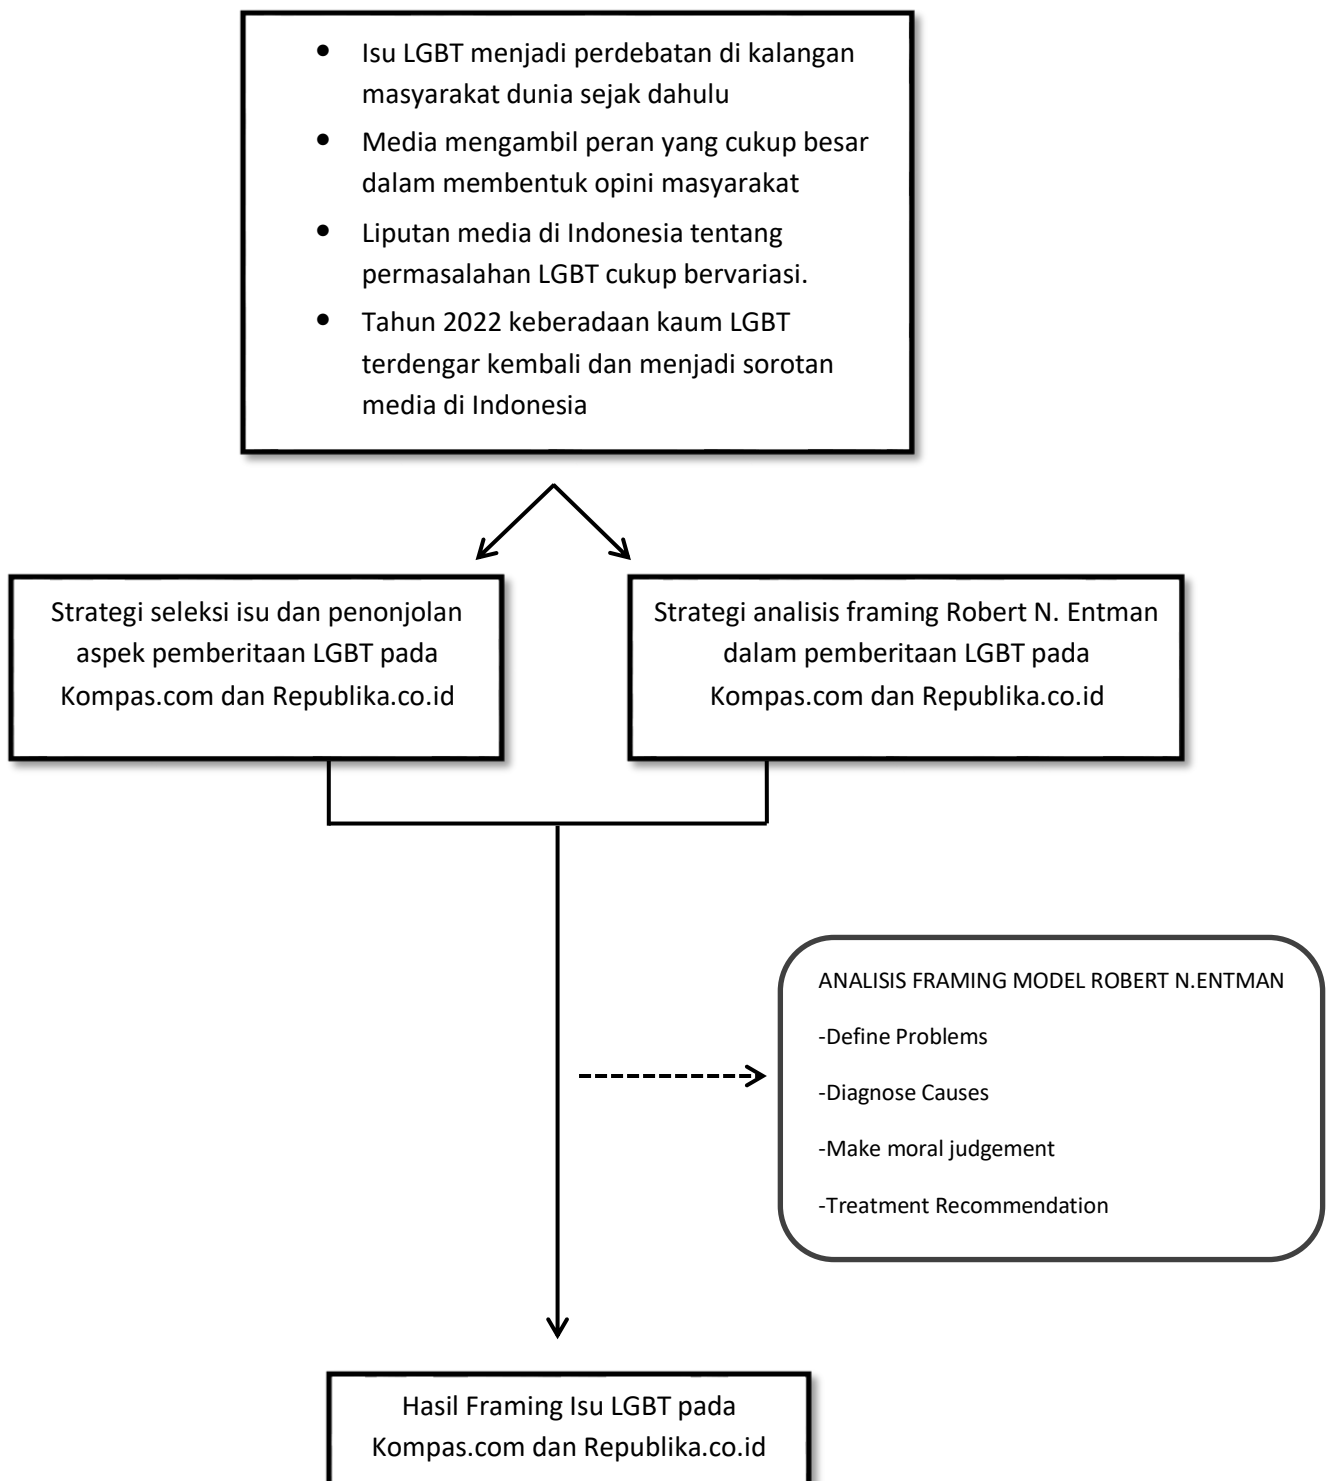 • Isu LGBT menjadi perdebatan di kalangan
masyarakat dunia sejak dahulu
• Media mengambil peran yang cukup besar
dalam membentuk opini masyarakat
• Liputan media di Indonesia tentang
permasalahan LGBT cukup bervariasi.
• Tahun 2022 keberadaan kaum LGBT
terdengar kembali dan menjadi sorotan
media di Indonesia
Strategi seleksi isu dan penonjolan
aspek pemberitaan LGBT pada
Kompas.com dan Republika.co.id
Strategi analisis framing Robert N. Entman
dalam pemberitaan LGBT pada
Kompas.com dan Republika.co.id
ANALISIS FRAMING MODEL ROBERT N.ENTMAN
-Define Problems
-Diagnose Causes
-Make moral judgement
-Treatment Recommendation
Hasil Framing Isu LGBT pada
Kompas.com dan Republika.co.id